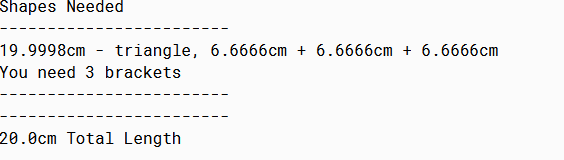 Shapes Needed
------------------------
19.9998cm - triangle, 6.6666cm + 6.6666cm + 6.6666cm
You need 3 brackets
------------------------
------------------------
20.0cm Total Length